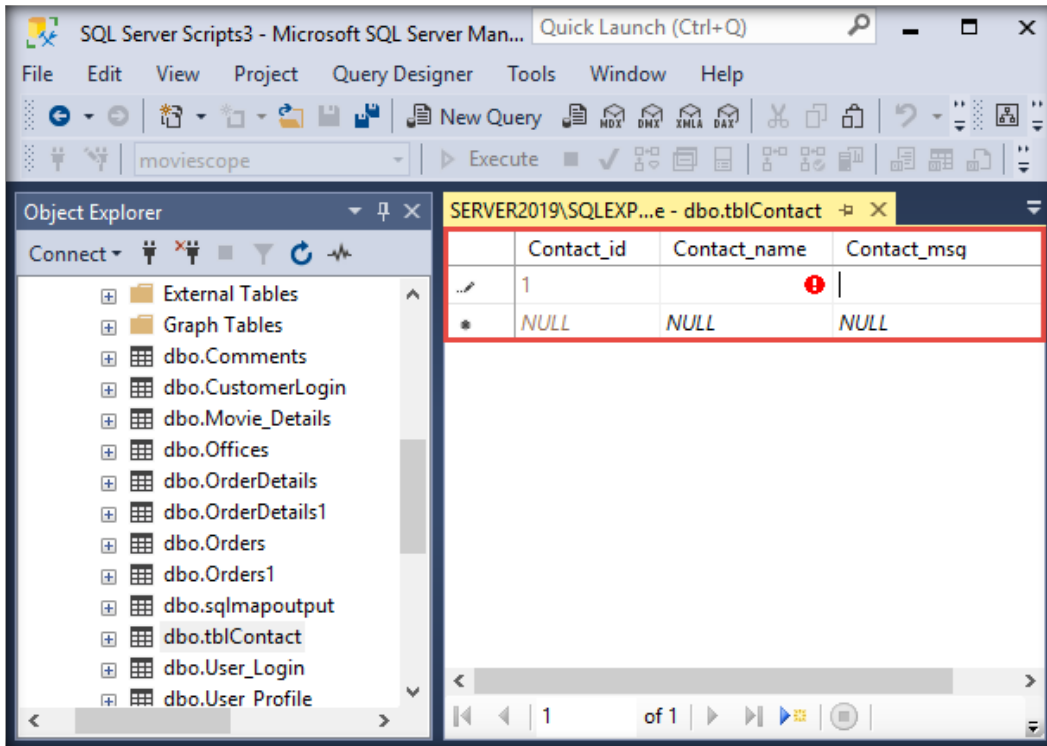 SQL Server Scripts3 - Microsoft SQL Server Man... Quick Launch (Ctrl+Q)
File Edit View Project Query Designer Tools Window Help
New Query MDX DMX XMLA DAX
moviescope Execute
Object Explorer
Connect
External Tables
Graph Tables
dbo.Comments
dbo.CustomerLogin
dbo.Movie_Details
dbo.Offices
dbo.OrderDetails
dbo.OrderDetails1
dbo.Orders
dbo.Orders1
dbo.sqlmapoutput
dbo.tblContact
dbo.User_Login
dbo.User_Profile
SERVER2019\SQLEXP...e - dbo.tblContact
Contact_id Contact_name Contact_msq
1
NULL NULL NULL
1 of 1